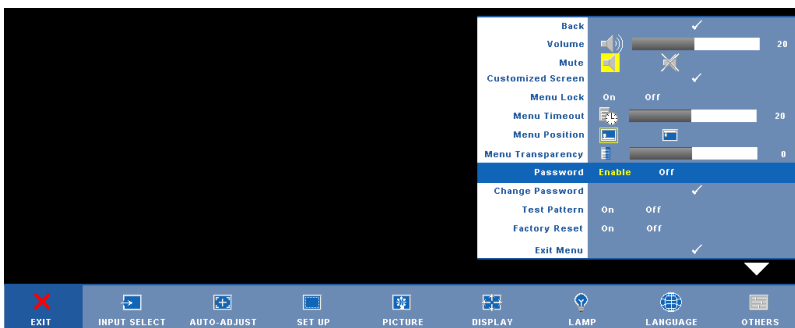 Back
Volume 20
Mute
Customized Screen
Menu Lock On Off
Menu Timeout 20
Menu Position
Menu Transparency 0
Password Enable Off
Change Password
Test Pattern On Off
Factory Reset On Off
Exit Menu
EXIT INPUT SELECT AUTO-ADJUST SET UP PICTURE DISPLAY LAMP LANGUAGE OTHERS